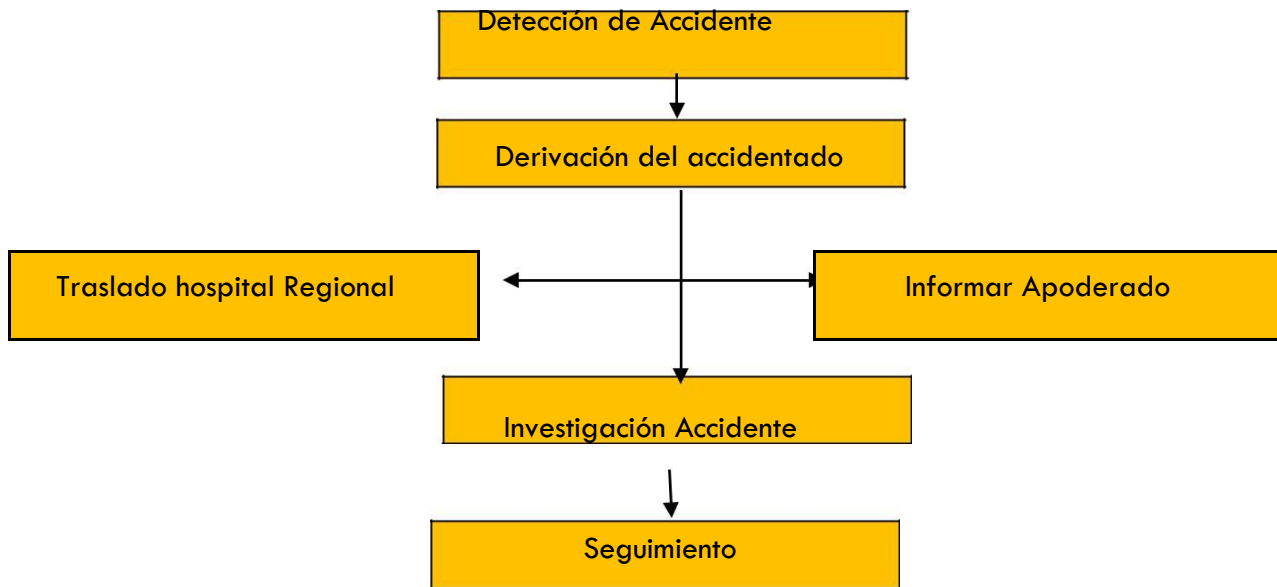 Detección de Accidente
Derivación del accidentado
Traslado hospital Regional
Informar Apoderado
Investigación Accidente
Seguimiento